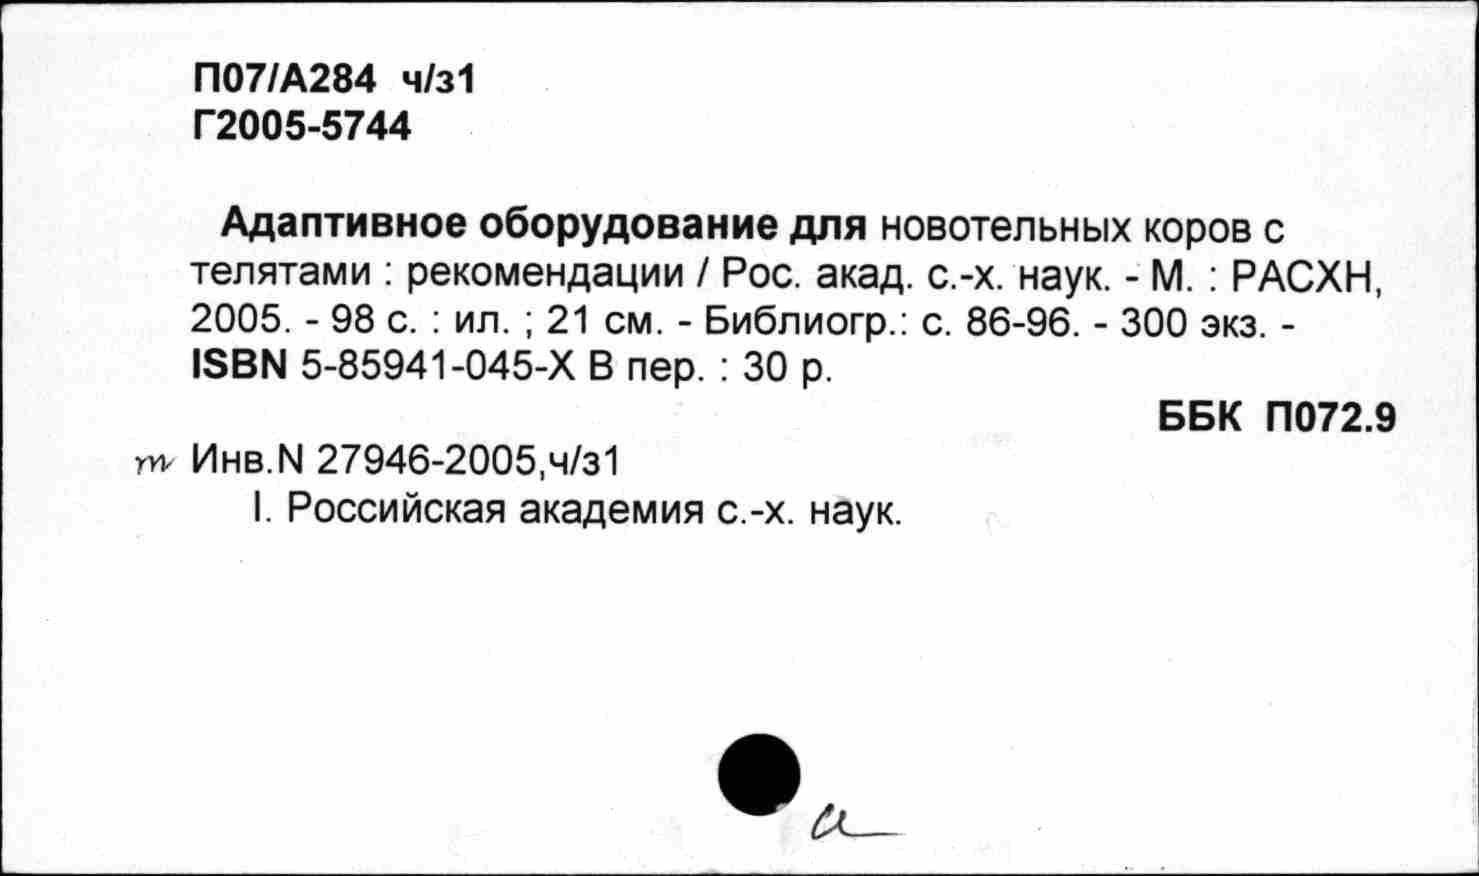 П07/А284 ч/з1
Г2005-5744
Адаптивное оборудование для новотельных коров с
телятами : рекомендации / Рос. акад. с.-х. наук. - М. : РАСХН,
2005. - 98 с. : ил. ; 21 см. - Библиогр.: с. 86-96. - 300 экз. -
ISBN 5-85941-045-X В пер. : 30 р.
ББК П072.9
Инв.N 27946-2005,ч/з1
I. Российская академия с.-х. наук.